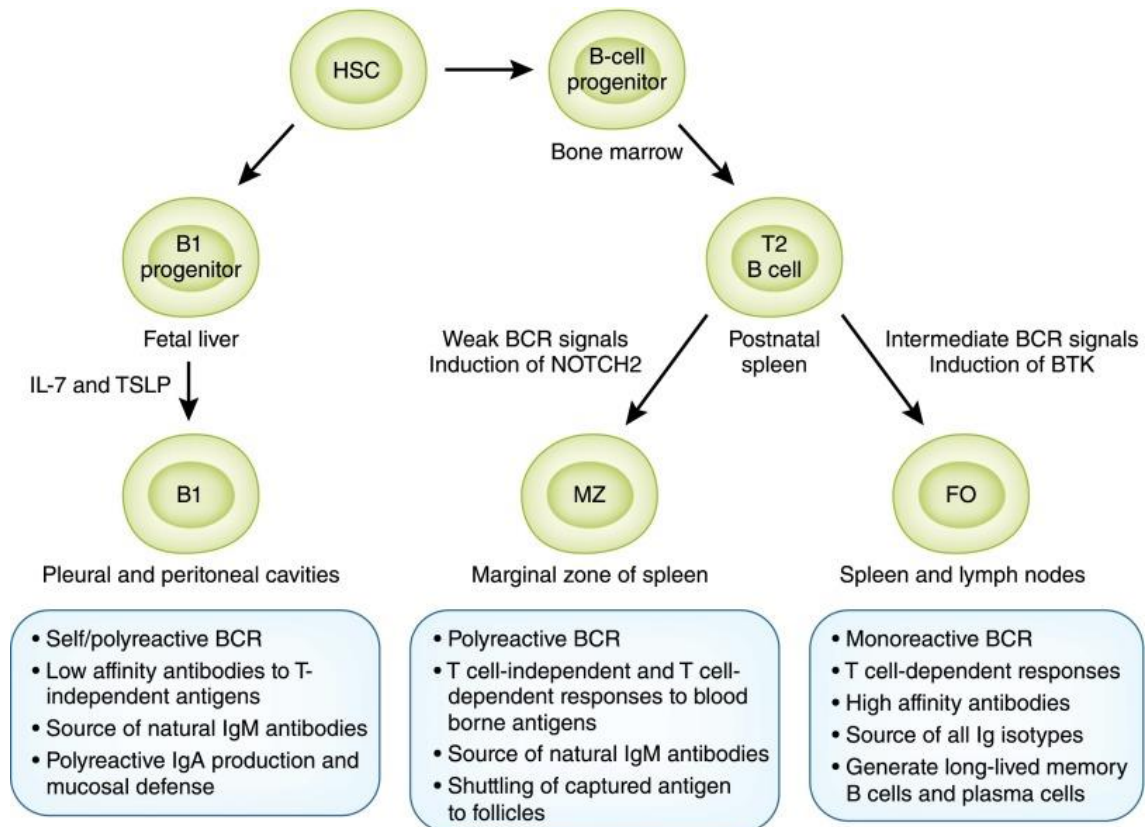 HSC
B-cell
progenitor
Bone marrow
B1
progenitor
Fetal liver
IL-7 and TSLP
T2
B cell
Postnatal
spleen
Weak BCR signals
Induction of NOTCH2
Intermediate BCR signals
Induction of BTK
B1
Pleural and peritoneal cavities
• Self/polyreactive BCR
• Low affinity antibodies to T-
independent antigens
• Source of natural IgM antibodies
• Polyreactive IgA production and
mucosal defense
MZ
Marginal zone of spleen
• Polyreactive BCR
• T cell-independent and T cell-
dependent responses to blood
borne antigens
• Source of natural IgM antibodies
• Shuttling of captured antigen
to follicles
FO
Spleen and lymph nodes
• Monoreactive BCR
• T cell-dependent responses
• High affinity antibodies
• Source of all Ig isotypes
• Generate long-lived memory
B cells and plasma cells